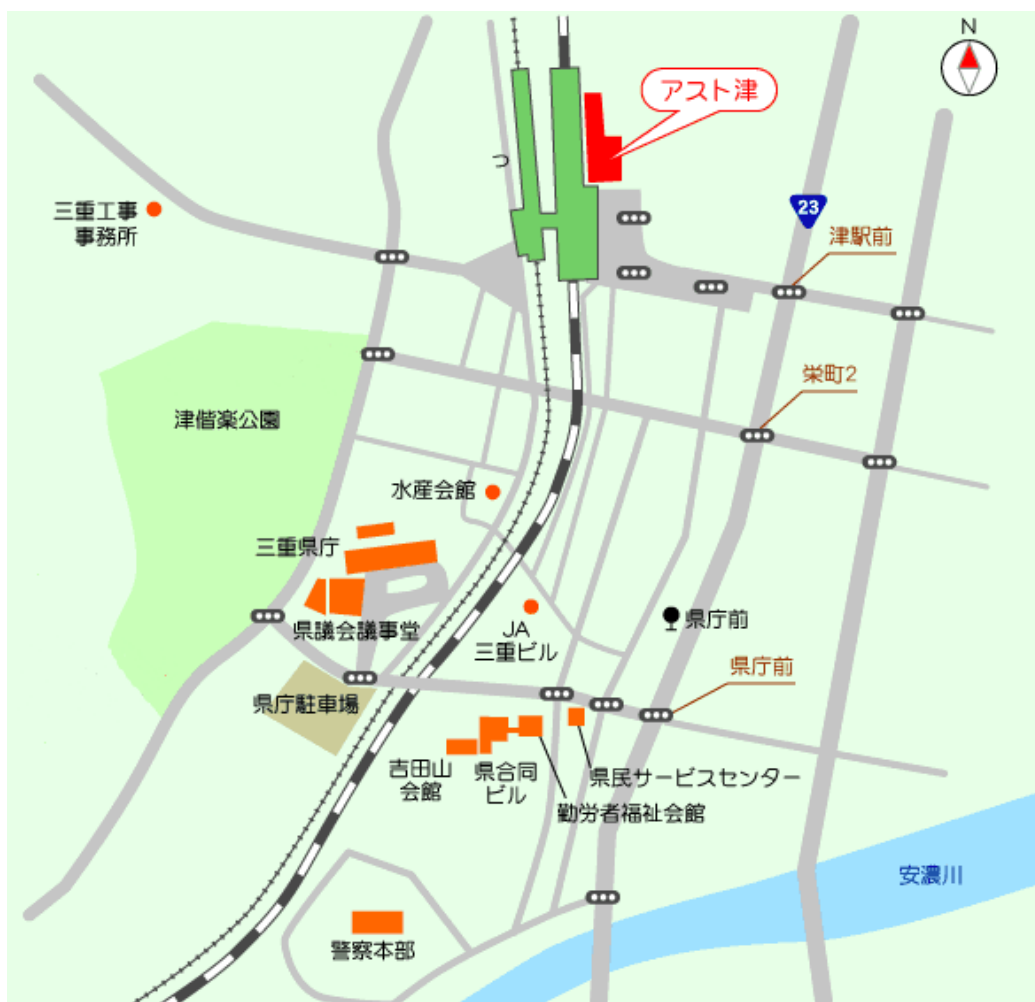 N
アスト津
つ
23
三重工事
事務所
津駅前
栄町2
津偕楽公園
水産会館
三重県庁
県議会議事堂
JA
三重ビル
県庁前
県庁前
県庁駐車場
吉田山
会館
県合同
ビル
県民サービスセンター
勤労者福祉会館
安濃川
警察本部